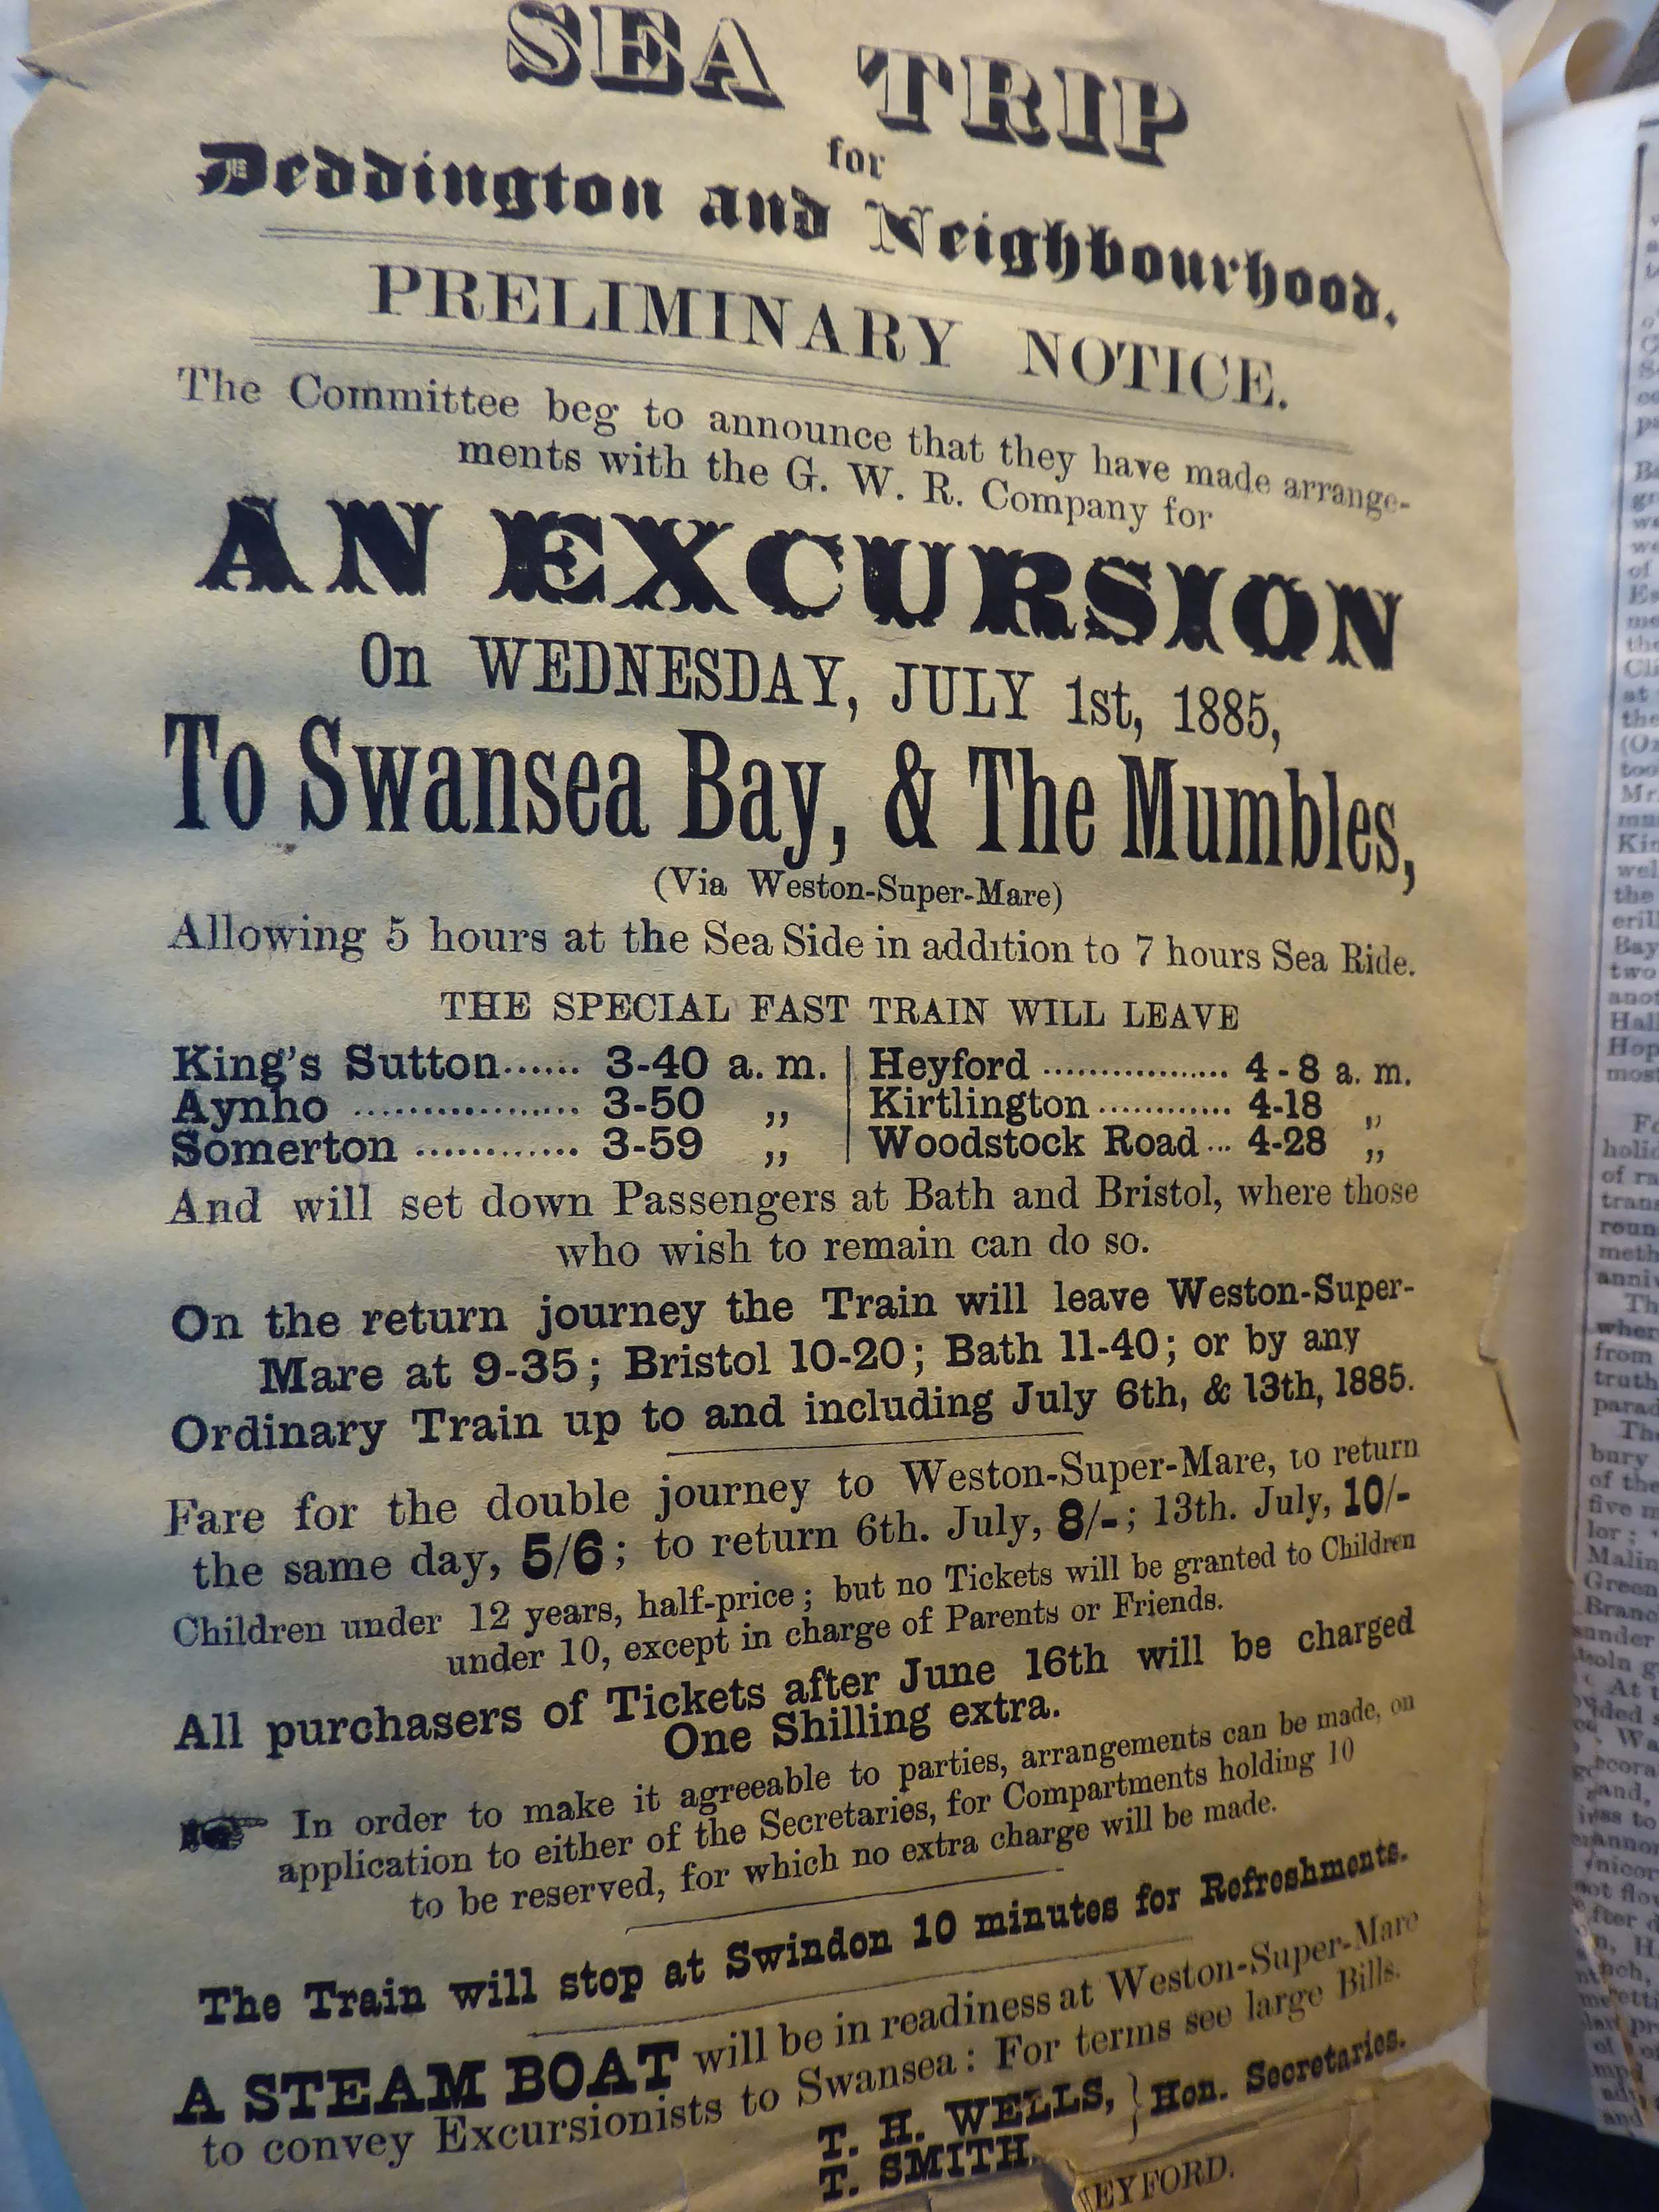 SEA TRIP
for
Deddington and Neighbourhood.
PRELIMINARY NOTICE.
The Committee beg to announce that they have made arrange-
ments with the G. W. R. Company for
AN EXCURSION
On WEDNESDAY, JULY 1st, 1885,
To Swansea Bay, & The Mumbles,
(Via Weston-Super-Mare)
Allowing 5 hours at the Sea Side in addition to 7 hours Sea Ride.
THE SPECIAL FAST TRAIN WILL LEAVE
King's Sutton...... 3-40 a. m. | Heyford ................. 4-8 a. m.
Aynho .................. 3-50 ,, | Kirtlington ............ 4-18 ,,
Somerton ............ 3-59 ,, | Woodstock Road ... 4-28 ,,
And will set down Passengers at Bath and Bristol, where those
who wish to remain can do so.
On the return journey the Train will leave Weston-Super-
Mare at 9-35; Bristol 10-20; Bath 11-40; or by any
Ordinary Train up to and including July 6th, & 13th, 1885.
Fare for the double journey to Weston-Super-Mare, to return
the same day, 5/6; to return 6th. July, 8/-; 13th. July, 10/-
Children under 12 years, half-price; but no Tickets will be granted to Children
under 10, except in charge of Parents or Friends.
All purchasers of Tickets after June 16th will be charged
One Shilling extra.
☞ In order to make it agreeable to parties, arrangements can be made, on
application to either of the Secretaries, for Compartments holding 10
to be reserved, for which no extra charge will be made.
The Train will stop at Swindon 10 minutes for Refreshments.
A STEAM BOAT will be in readiness at Weston-Super-Mare
to convey Excursionists to Swansea: For terms see large Bills.
T. H. WELLS, } Hon. Secretaries.
T. SMITH,
HEYFORD.